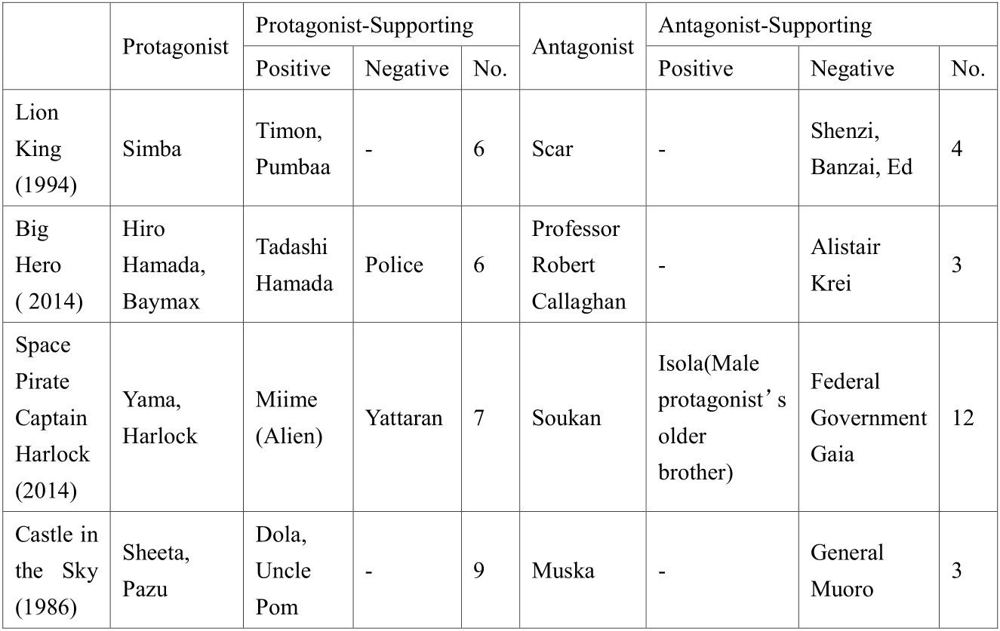 Protagonist
Protagonist-Supporting
Antagonist
Antagonist-Supporting
Positive
Negative
No.
Positive
Negative
No.
Lion
King
(1994)
Simba
Timon,
Pumbaa
-
6
Scar
-
Shenzi,
Banzai, Ed
4
Big
Hero
( 2014)
Hiro
Hamada,
Baymax
Tadashi
Hamada
Police
6
Professor
Robert
Callaghan
-
Alistair
Krei
3
Space
Pirate
Captain
Harlock
(2014)
Yama,
Harlock
Miime
(Alien)
Yattaran
7
Soukan
Isola(Male
protagonist’ s
older
brother)
Federal
Government
Gaia
12
Castle in
the Sky
(1986)
Sheeta,
Pazu
Dola,
Uncle
Pom
-
9
Muska
-
General
Muoro
3